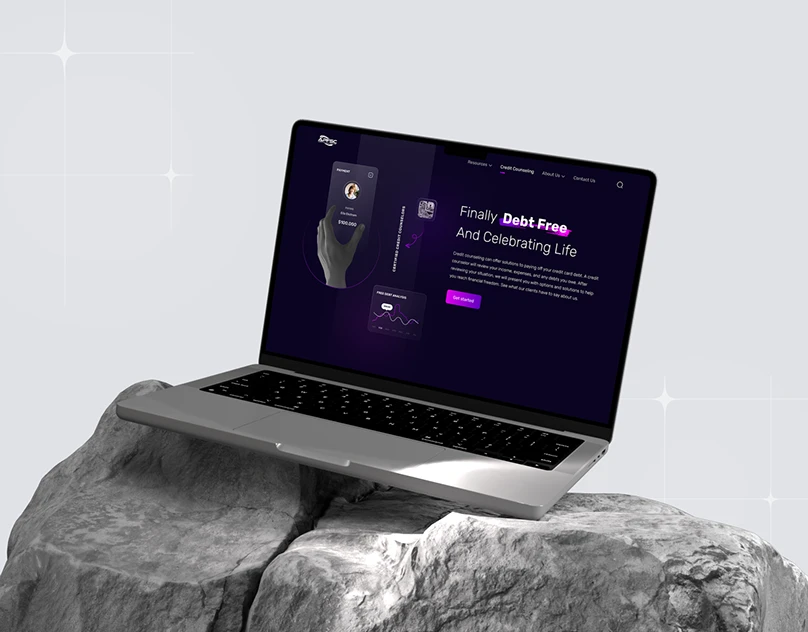 Resources
Credit Counseling
About Us
Contact Us
PAYMENT
$100,000
CERTIFIED CREDIT COUNSELORS
FREE DEBT ANALYSIS
Finally Debt Free
And Celebrating Life
Credit counseling can offer solutions to paying off your credit card debt. A credit
counselor will review your income, expenses, and any debts you owe. After
reviewing your situation, we will present you with options and solutions to help
you reach financial freedom. See what our clients have to say about us
Get started